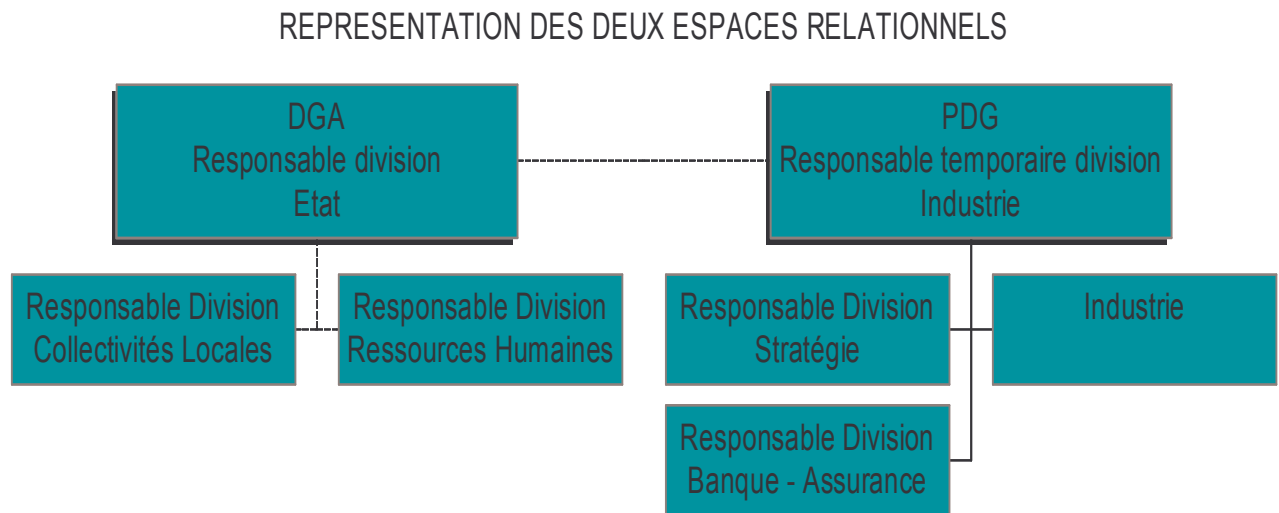 REPRESENTATION DES DEUX ESPACES RELATIONNELS
DGA
Responsable division
Etat
PDG
Responsable temporaire division
Industrie
Responsable Division
Collectivités Locales
Responsable Division
Ressources Humaines
Responsable Division
Stratégie
Industrie
Responsable Division
Banque - Assurance